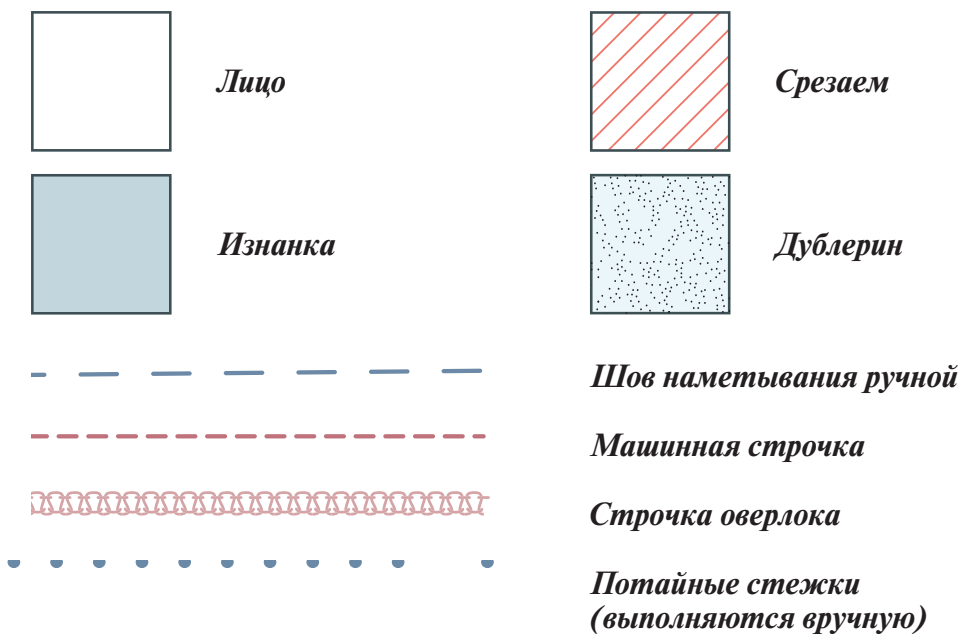 Лицо
Срезаем
Изнанка
Дублерин
Шов наметывания ручной
Машинная строчка
Строчка оверлока
Потайные стежки
(выполняются вручную)